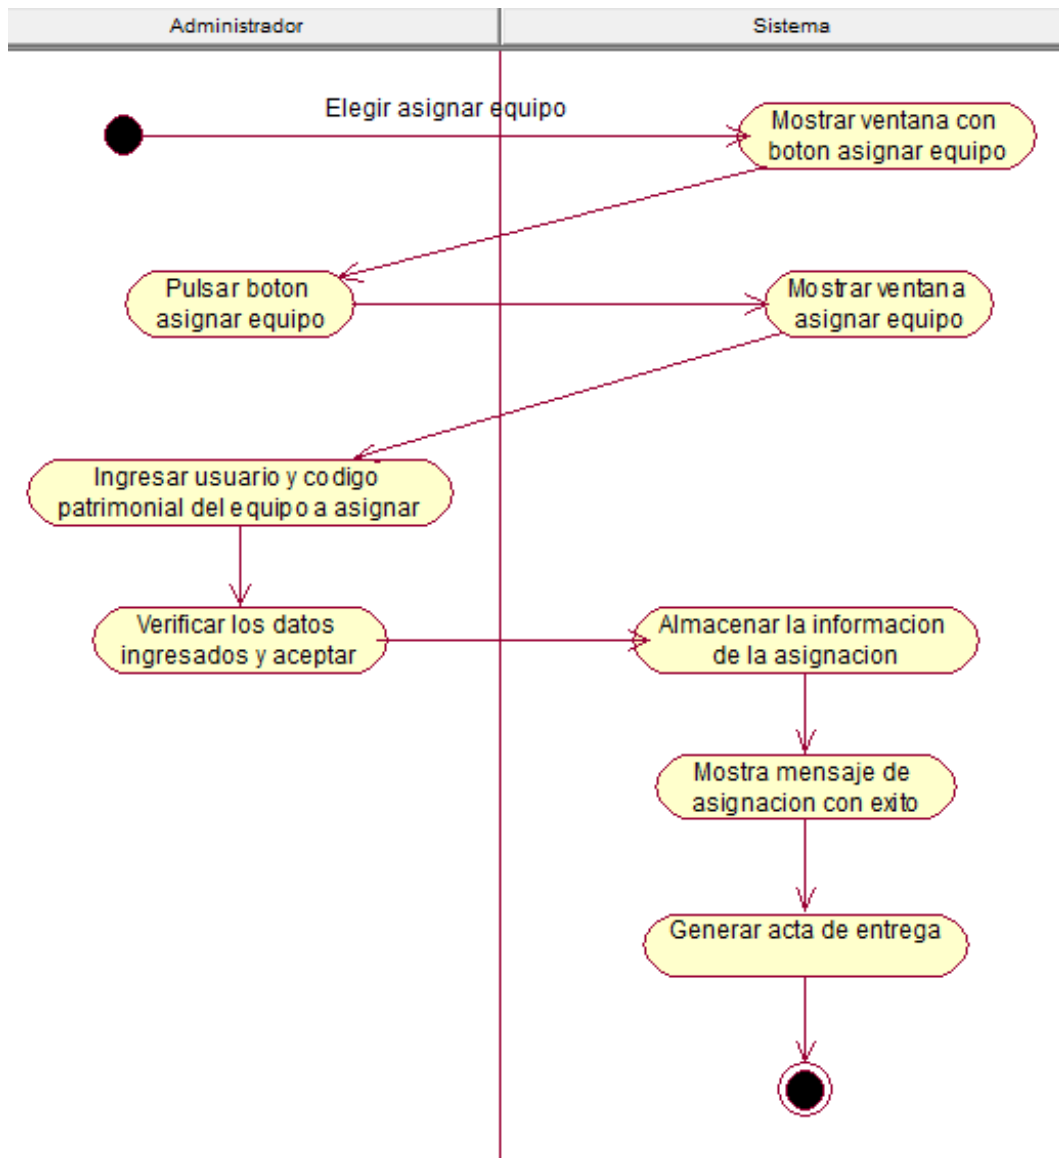 Administrador
Sistema
Elegir asignar equipo
Mostrar ventana con
boton asignar equipo
Pulsar boton
asignar equipo
Mostrar ventana
asignar equipo
Ingresar usuario y codigo
patrimonial del equipo a asignar
Verificar los datos
ingresados y aceptar
Almacenar la informacion
de la asignacion
Mostra mensaje de
asignacion con exito
Generar acta de entrega